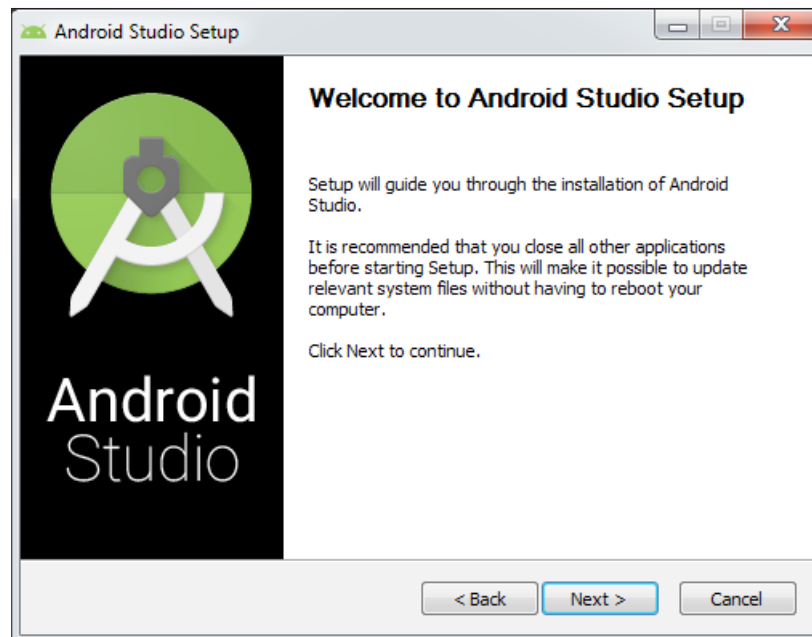 Android Studio Setup
Welcome to Android Studio Setup
Setup will guide you through the installation of Android
Studio.
It is recommended that you close all other applications
before starting Setup. This will make it possible to update
relevant system files without having to reboot your
computer.
Click Next to continue.
Android
Studio
< Back Next > Cancel